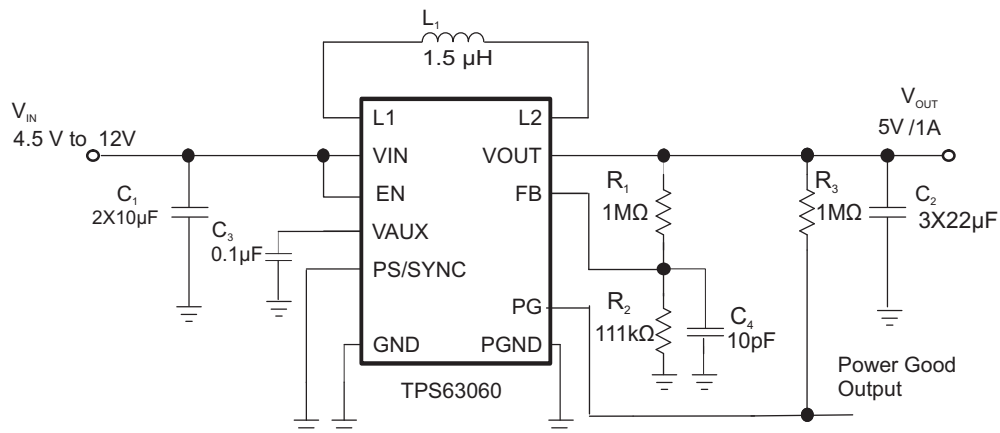 L1
1.5 µH
VIN
4.5 V to 12V
VOUT
5V /1A
L1
L2
VIN
VOUT
EN
FB
VAUX
PS/SYNC
PG
GND
PGND
TPS63060
C1
2X10µF
C3
0.1µF
R1
1MΩ
R3
1MΩ
C2
3X22µF
R2
111kΩ
C4
10pF
Power Good
Output